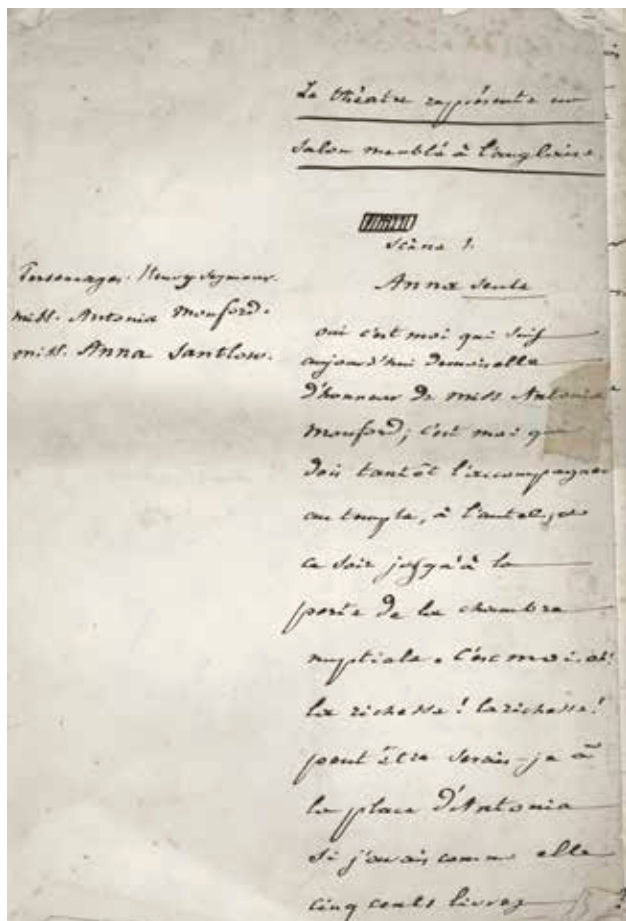 Le théâtre rapprésente un
salon meublé à l'anglaise.
Scène 1.
Anna seule
Personnages. Henry Seymour.
miss. Antonia Monford.
miss. Anna Santlow.
oui c'est moi qui suis
aujourd'hui demoiselle
d'honneur de miss Antonia
Monford; c'est moi qui
dois tantôt l'accompagner
au temple, à l'autel, et
ce soir jusqu'à la
porte de la chambre
nuptiale. c'est moi. oh!
la richesse! la richesse!
peut être serais-je à
la place d'Antonia
si j'avais comme elle
cinq cents livres